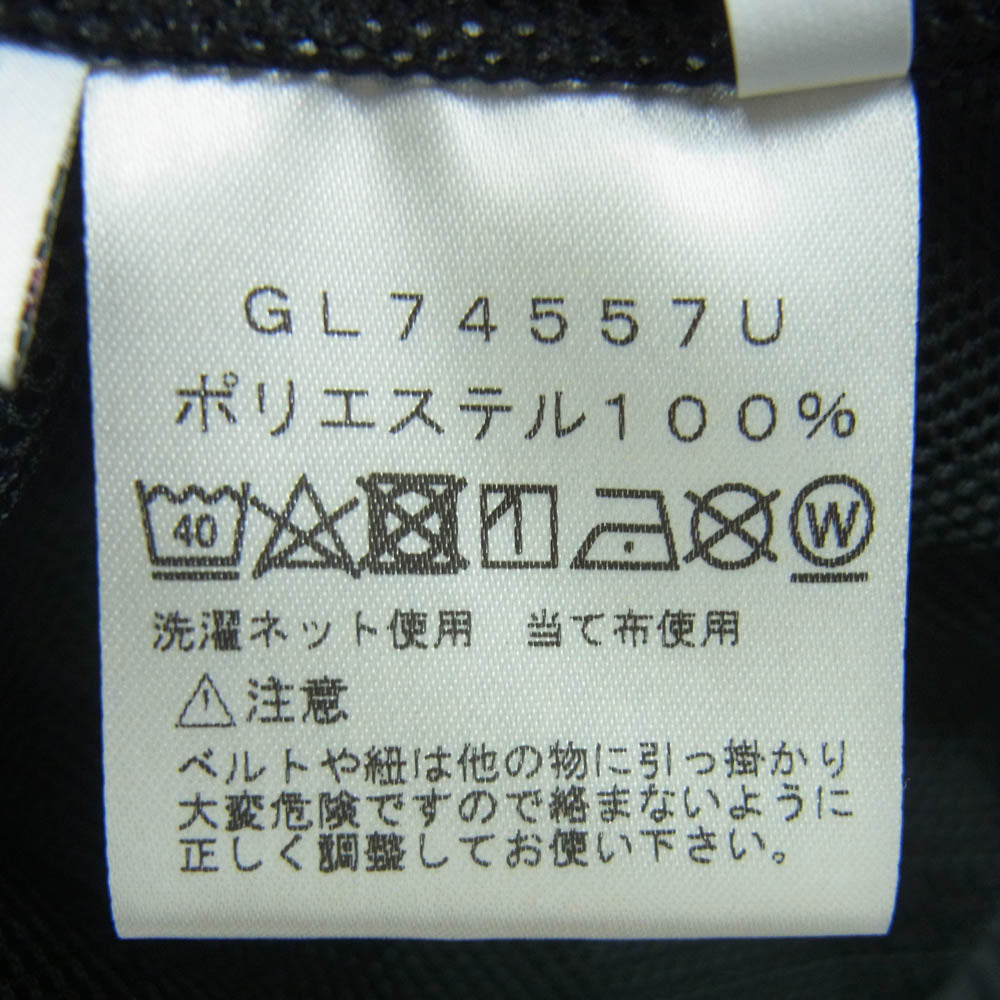 GL74557U
ポリエステル100%
40 W
洗濯ネット使用 当て布使用
注意
ベルトや紐は他の物に引っ掛かり
大変危険ですので絡まないように
正しく調整してお使い下さい。